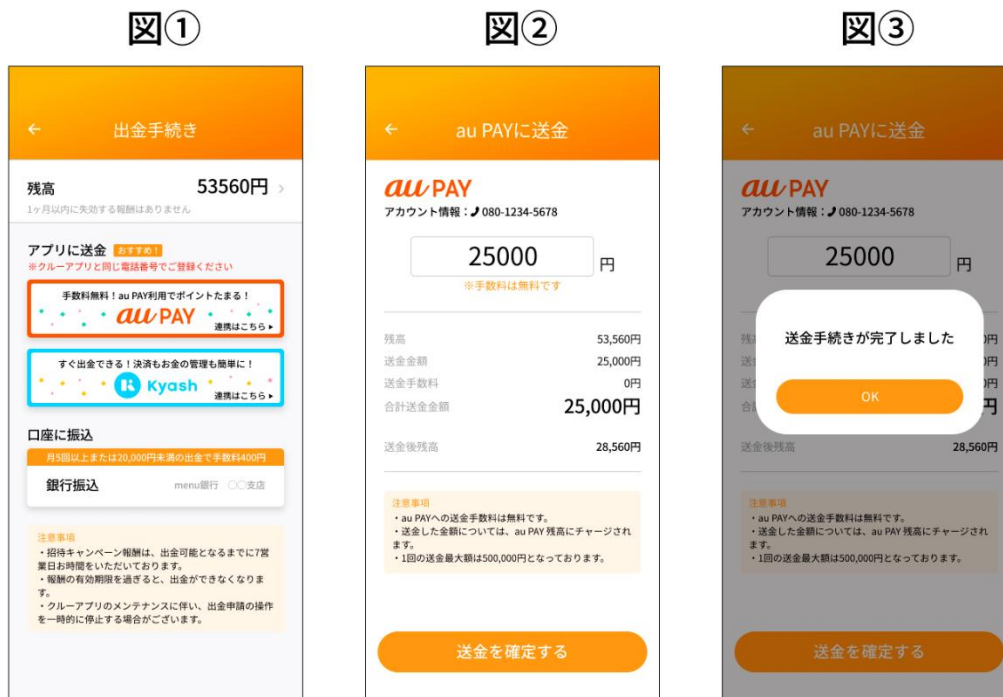 図①
出金手続き
残高
53560円
1ヶ月以内に失効する報酬はありません
アプリに送金 おすすめ！
※クルーアプリと同じ電話番号でご登録ください
手数料無料！au PAY利用でポイントたまる！
au PAY
連携はこちら▶
すぐ出金できる！決済もお金の管理も簡単に！
Kyash
連携はこちら▶
口座に振込
月5回以上または20,000円未満の出金で手数料400円
銀行振込
menu銀行 〇〇支店
注意事項
・招待キャンペーン報酬は、出金可能となるまでに7営
業日お時間をいただいております。
・報酬の有効期限を過ぎると、出金ができなくなりま
す。
・クルーアプリのメンテナンスに伴い、出金申請の操作
を一時的に停止する場合がございます。
図②
au PAYに送金
au PAY
アカウント情報：080-1234-5678
25000 円
※手数料は無料です
残高 53,560円
送金金額 25,000円
送金手数料 0円
合計送金金額 25,000円
送金後残高 28,560円
注意事項
・au PAYへの送金手数料は無料です。
・送金した金額については、au PAY 残高にチャージされ
ます。
・1回の送金最大額は500,000円となっております。
送金を確定する
図③
au PAYに送金
au PAY
アカウント情報：080-1234-5678
25000 円
送金手続きが完了しました
OK
送金後残高 28,560円
注意事項
・au PAYへの送金手数料は無料です。
・送金した金額については、au PAY 残高にチャージされ
ます。
・1回の送金最大額は500,000円となっております。
送金を確定する